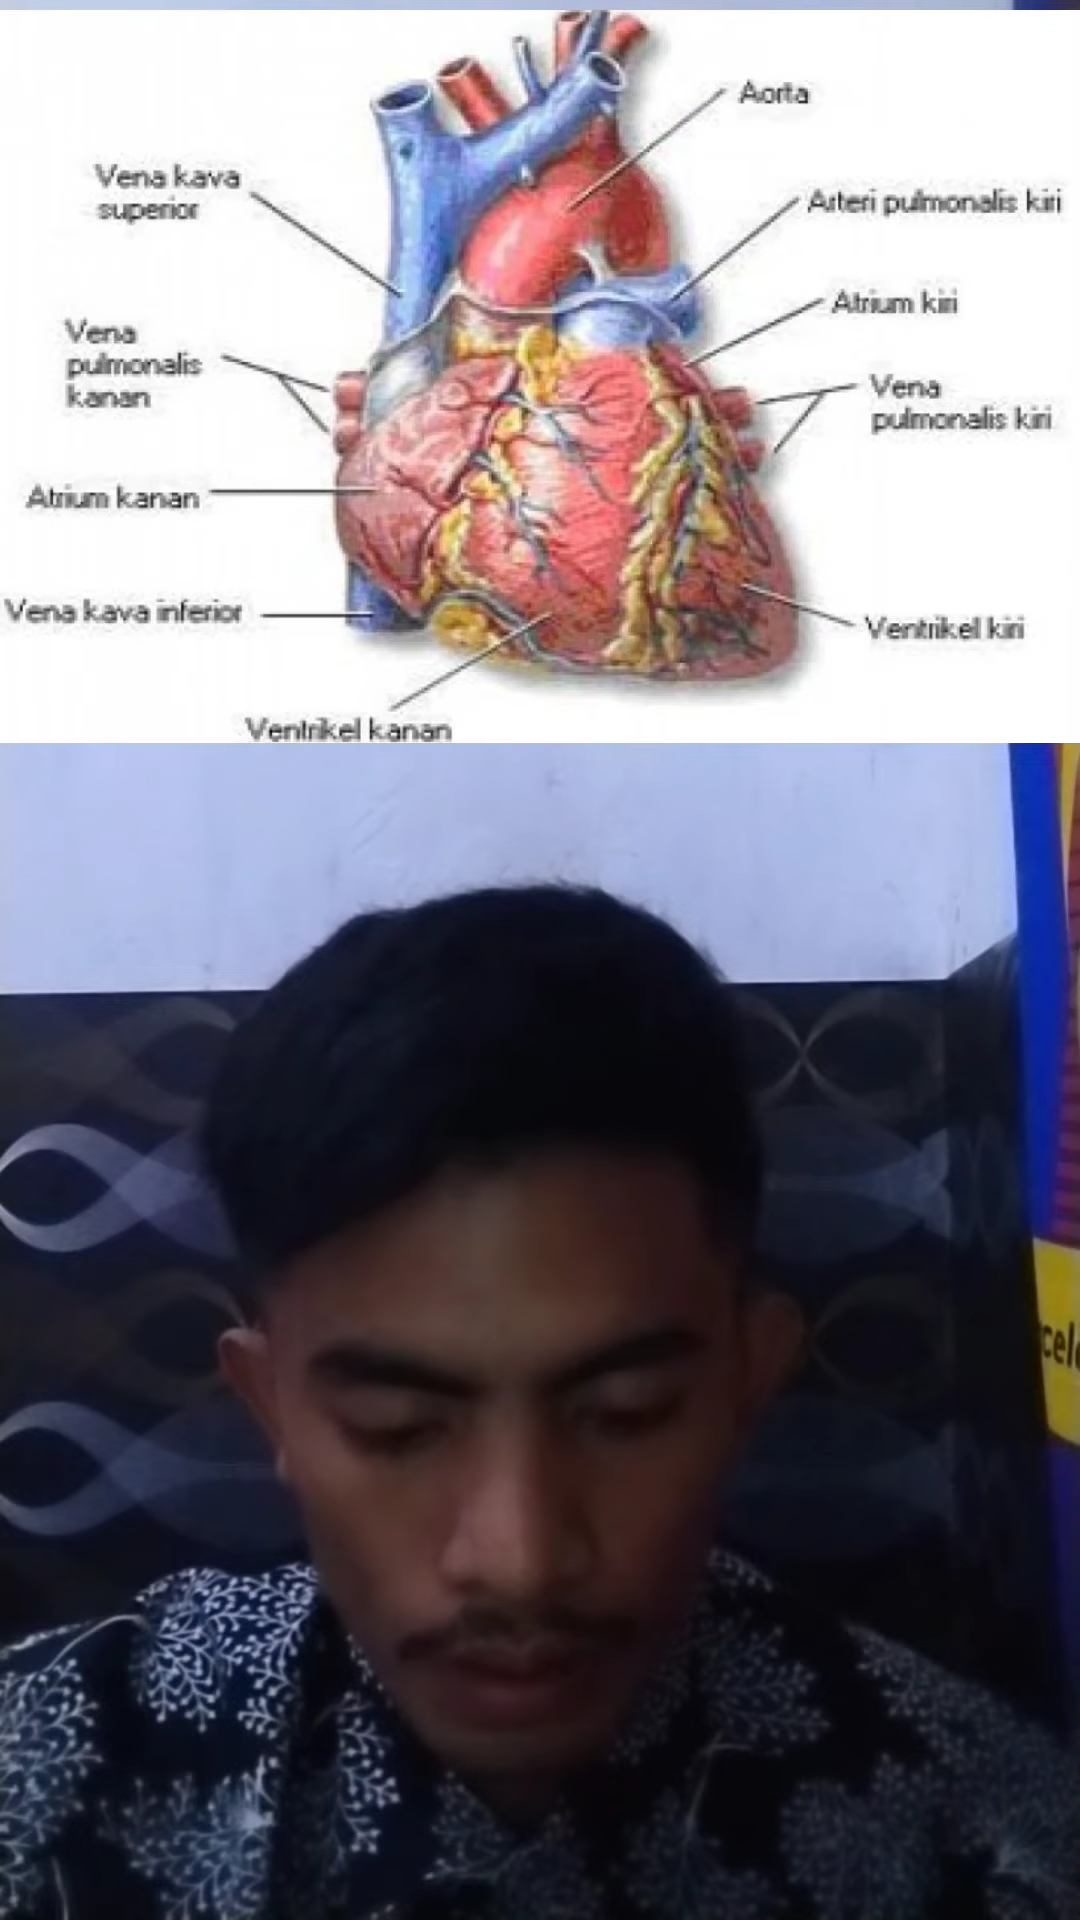 Aorta
Vena kava
superior
Arteri pulmonalis kiri
Atrium kiri
Vena
pulmonalis
kanan
Vena
pulmonalis kiri
Atrium kanan
Vena kava inferior
Ventrikel kiri
Ventrikel kanan